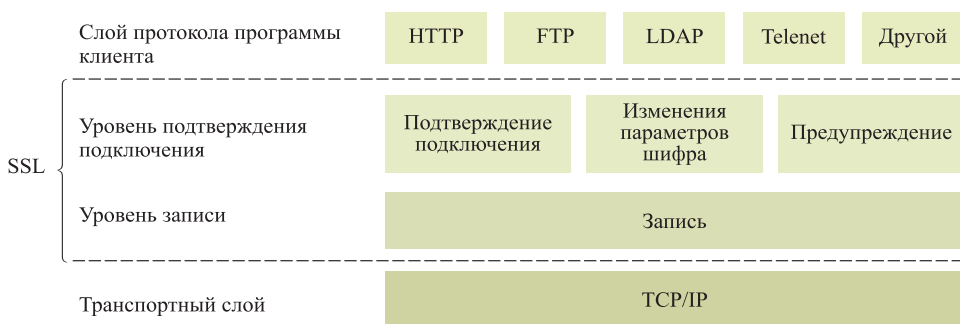 Слой протокола программы
клиента
HTTP
FTP
LDAP
Telenet
Другой
SSL
Уровень подтверждения
подключения
Подтверждение
подключения
Изменения
параметров
шифра
Предупреждение
Уровень записи
Запись
Транспортный слой
TCP/IP